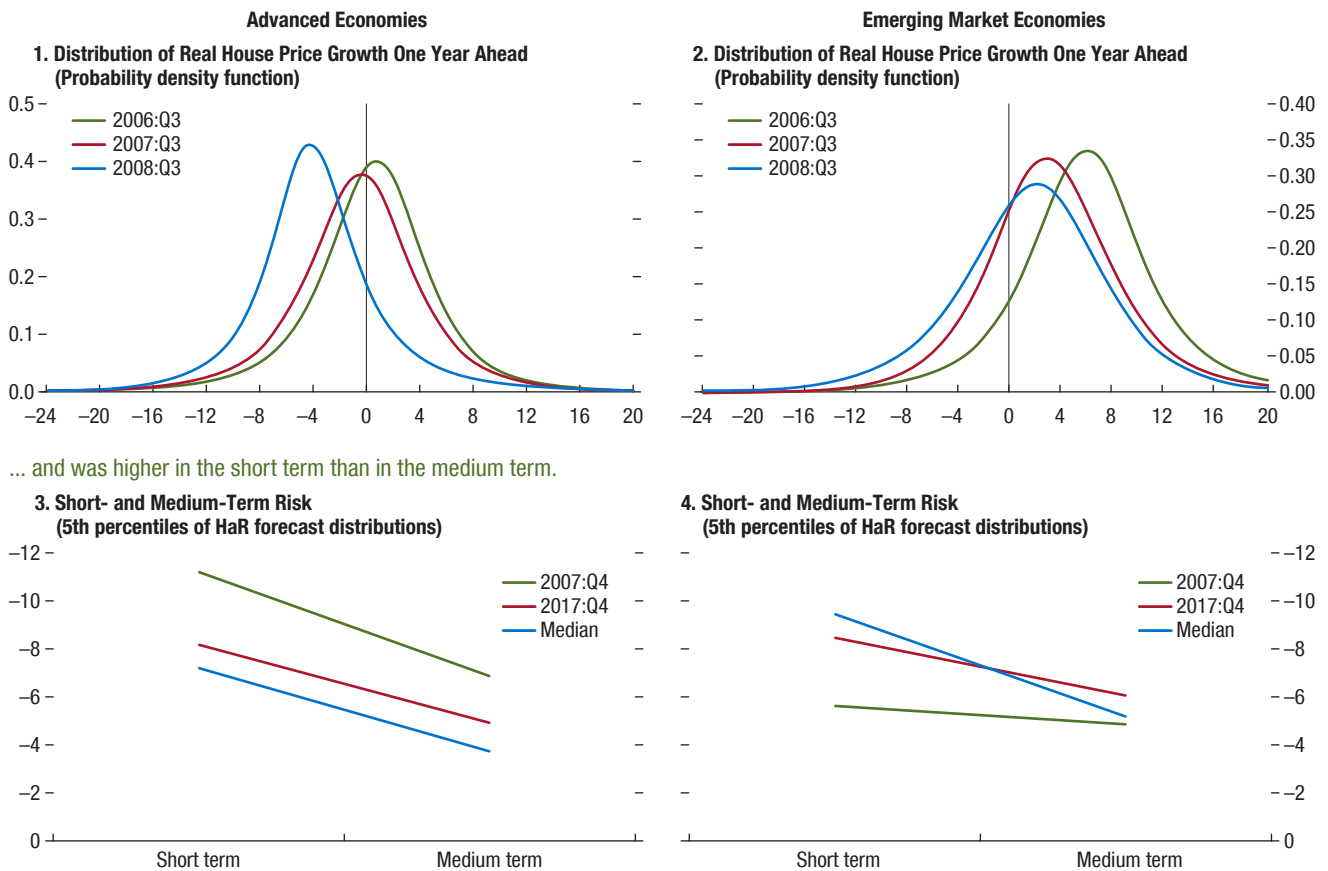 Advanced Economies
Emerging Market Economies
1. Distribution of Real House Price Growth One Year Ahead
(Probability density function)
0.5
0.4
0.3
0.2
0.1
0.0
2006:Q3
2007:Q3
2008:Q3
–24 –20 –16 –12 –8 –4 0 4 8 12 16 20
2. Distribution of Real House Price Growth One Year Ahead
(Probability density function)
2006:Q3
2007:Q3
2008:Q3
0.40
0.35
0.30
0.25
0.20
0.15
0.10
0.05
0.00
–24 –20 –16 –12 –8 –4 0 4 8 12 16 20
... and was higher in the short term than in the medium term.
3. Short- and Medium-Term Risk
(5th percentiles of HaR forecast distributions)
–12
–10
–8
–6
–4
–2
0
2007:Q4
2017:Q4
Median
Short term Medium term
4. Short- and Medium-Term Risk
(5th percentiles of HaR forecast distributions)
2007:Q4
2017:Q4
Median
–12
–10
–8
–6
–4
–2
0
Short term Medium term